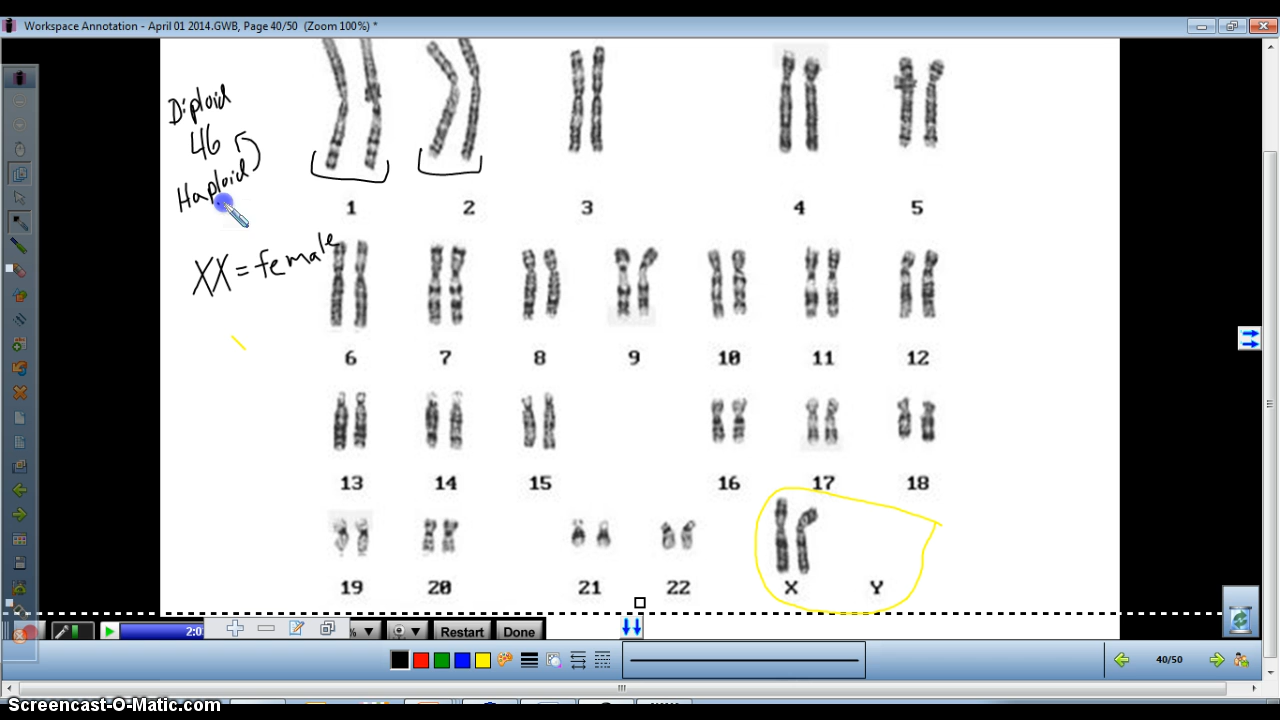 Workspace Annotation - April 01 2014.GWB, Page 40/50 (Zoom 100%) *
Diploid
46
Haploid
1 2 3 4 5
XX = female
6 7 8 9 10 11 12
13 14 15 16 17 18
19 20 21 22 X Y
2:0
% Restart Done
40/50
Screencast-O-Matic.com